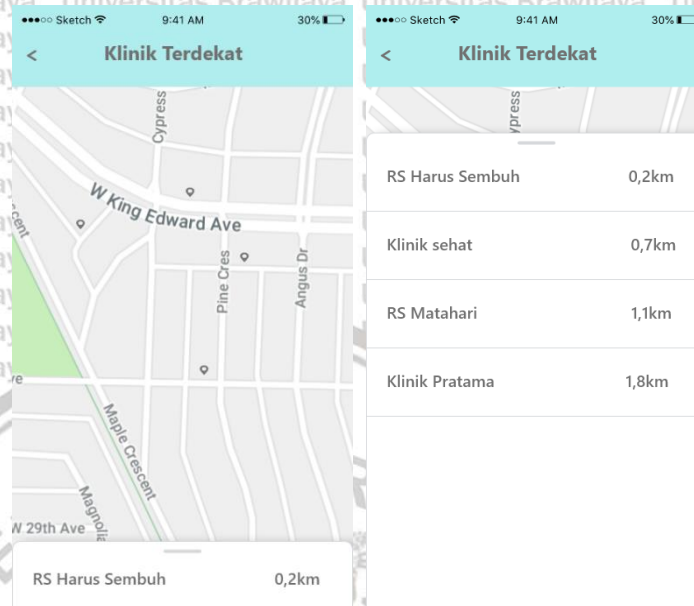 Sketch 9:41 AM 30%
< Klinik Terdekat
Cypress
W King Edward Ave
Pine Cres
Angus Dr
Maple Crescent
Magnolia
W 29th Ave
RS Harus Sembuh 0,2km
Sketch 9:41 AM 30%
< Klinik Terdekat
ypress
RS Harus Sembuh 0,2km
Klinik sehat 0,7km
RS Matahari 1,1km
Klinik Pratama 1,8km